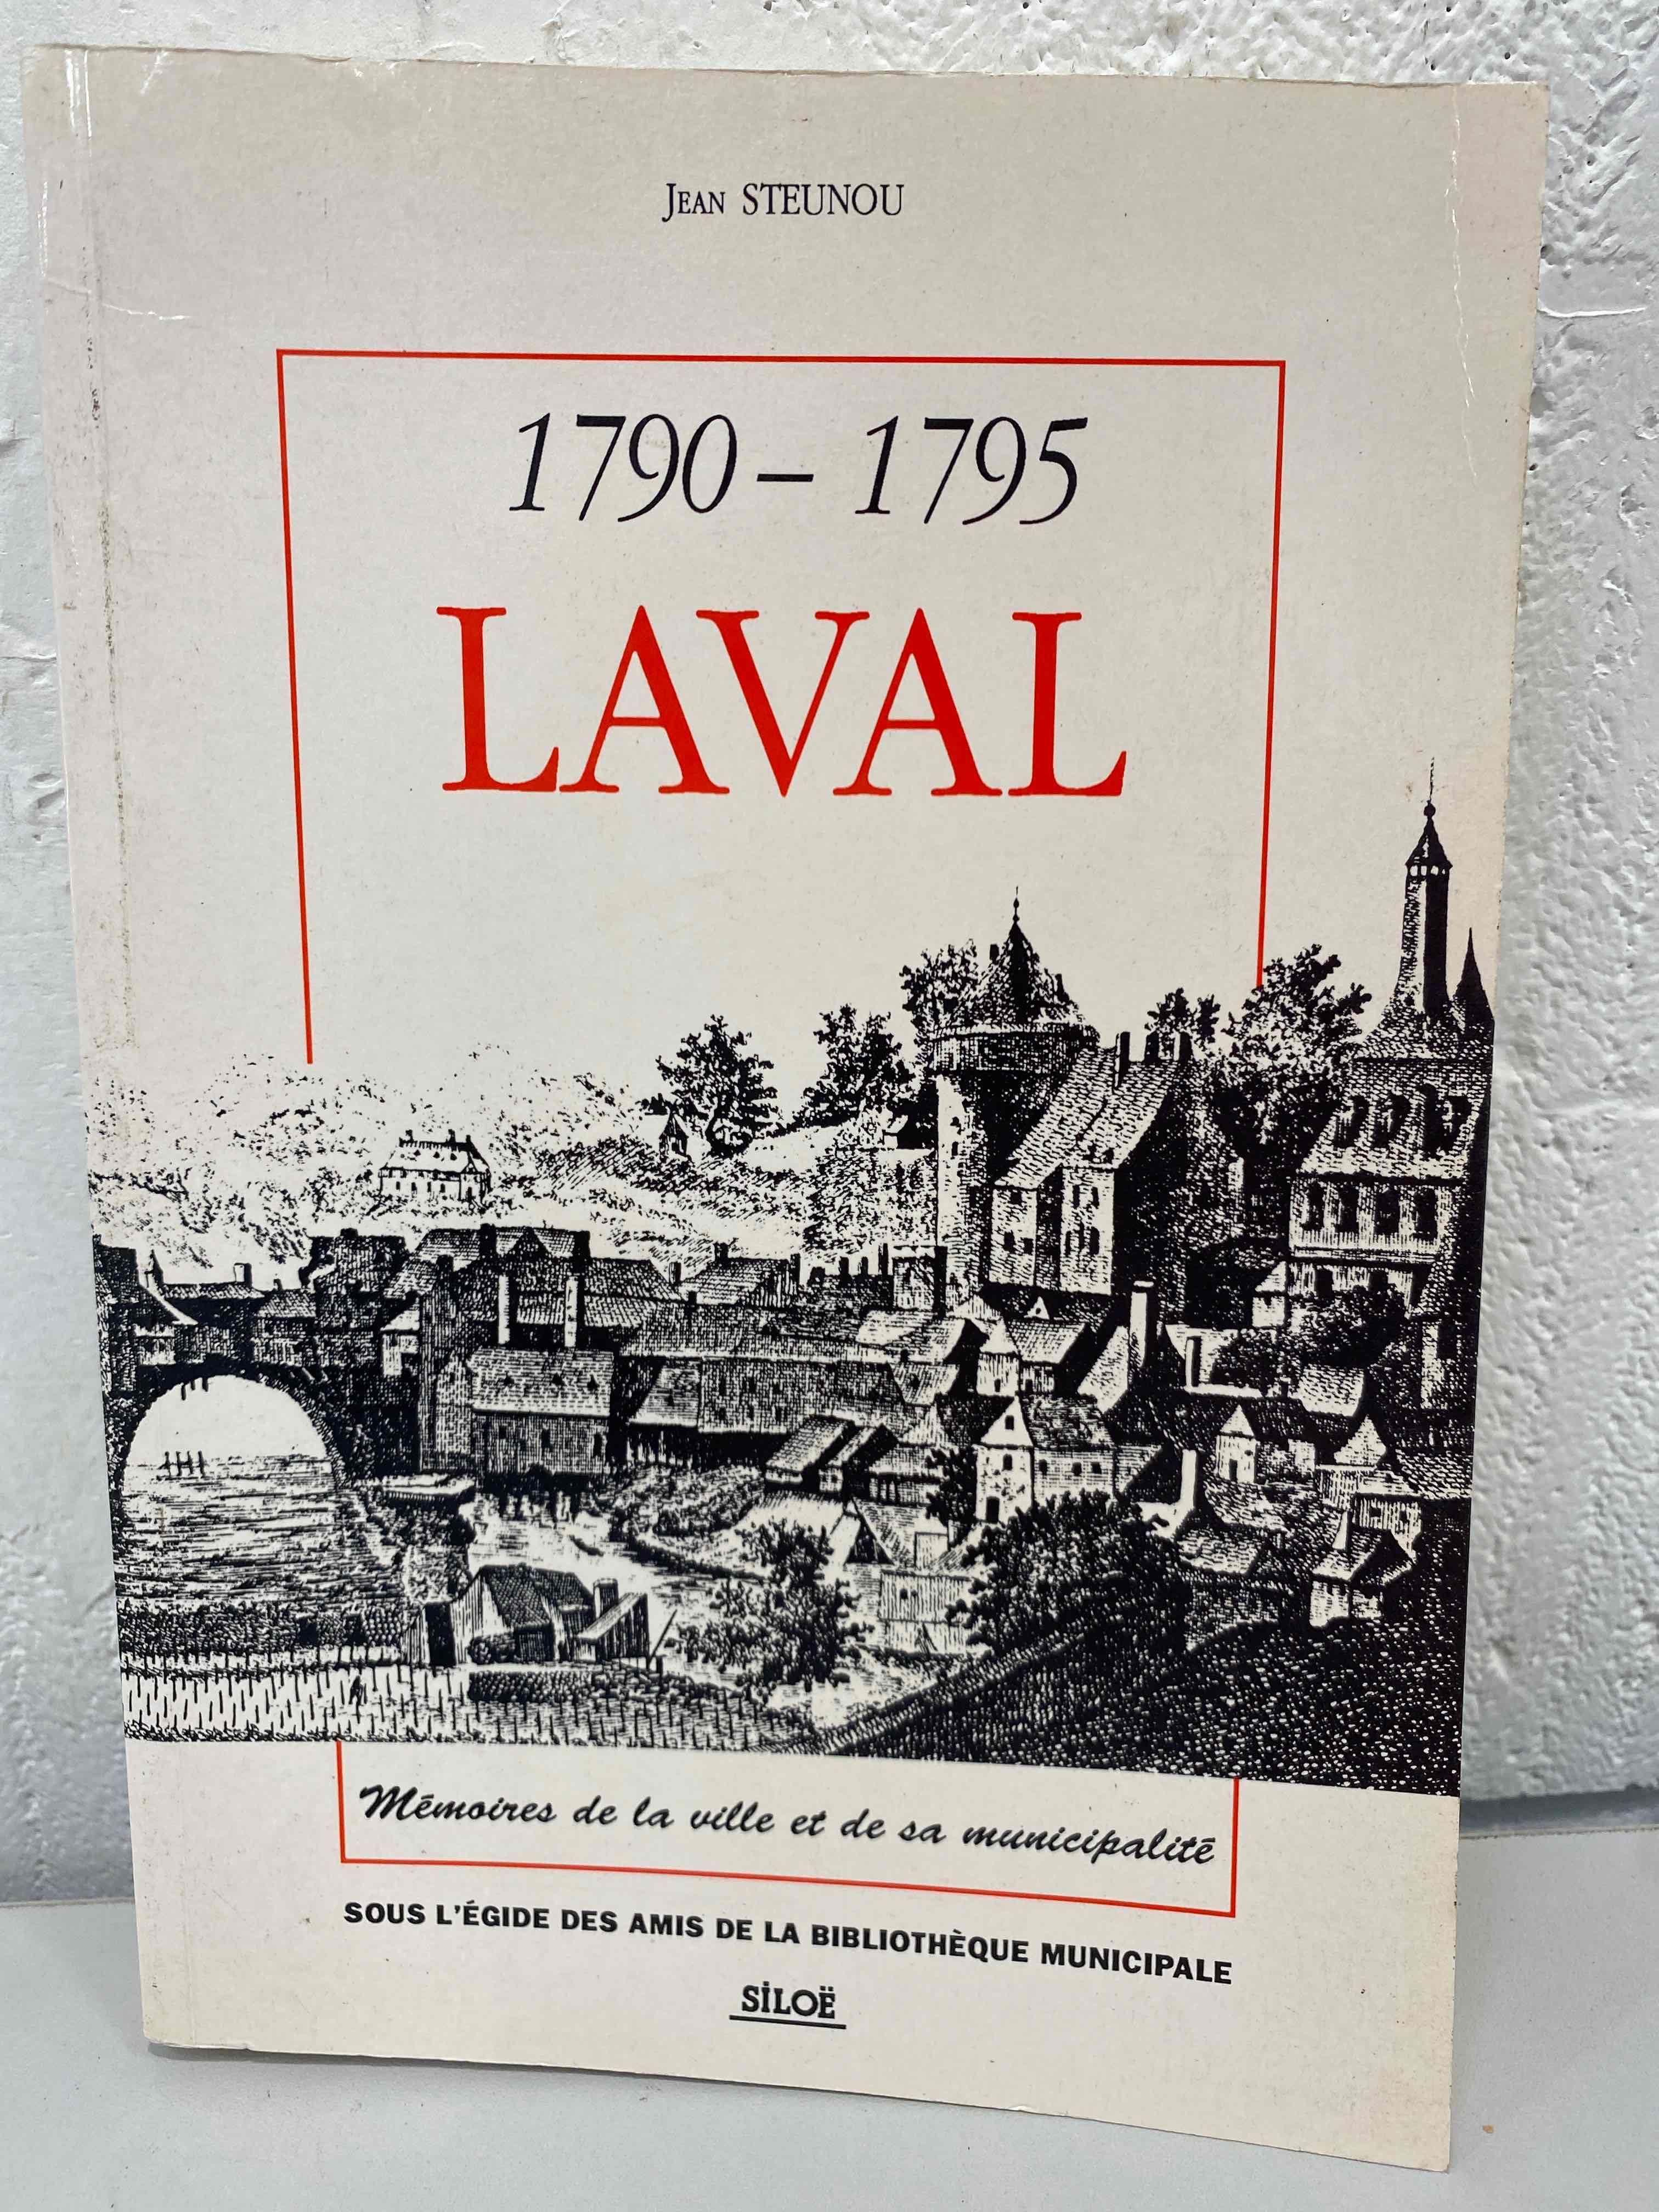 JEAN STEUNOU
1790 – 1795
LAVAL
Mémoires de la ville et de sa municipalité
SOUS L'ÉGIDE DES AMIS DE LA BIBLIOTHÈQUE MUNICIPALE
SILOË